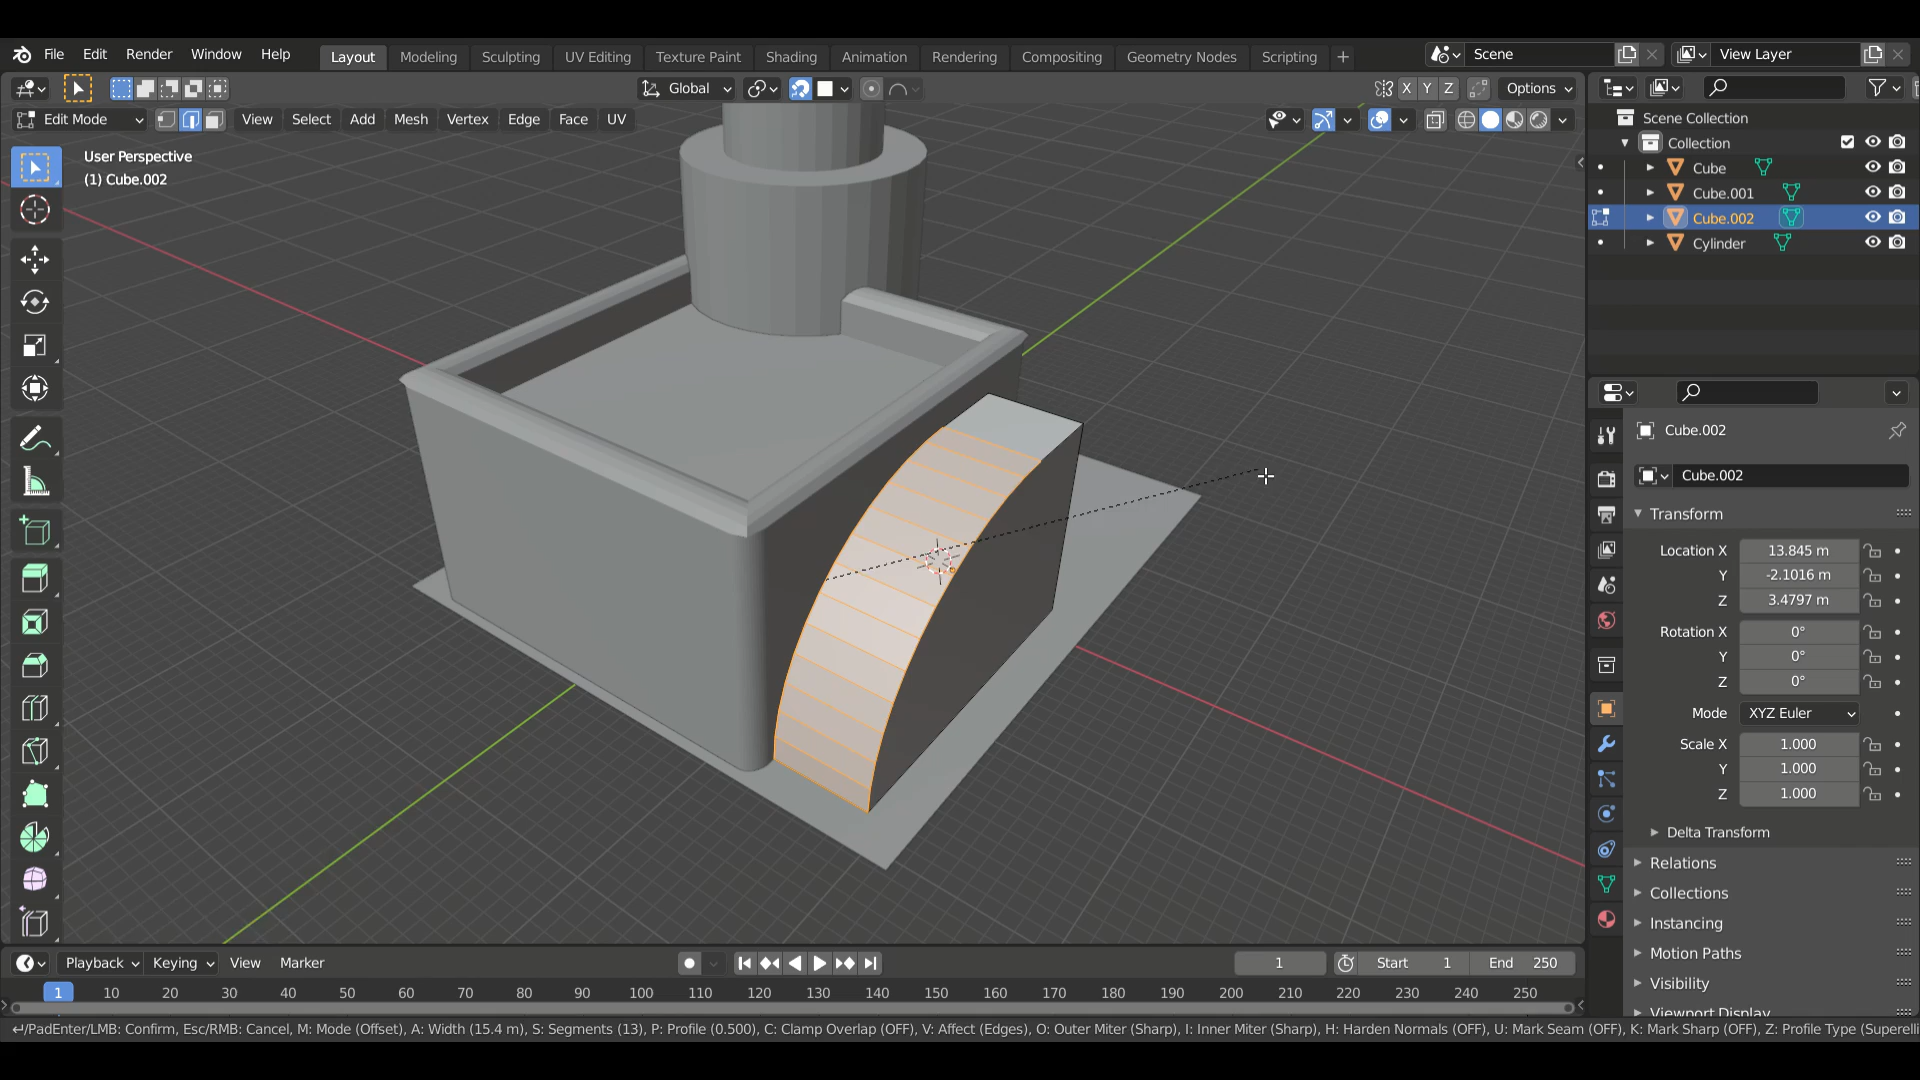 File Edit Render Window Help Layout Modeling Sculpting UV Editing Texture Paint Shading Animation Rendering Compositing Geometry Nodes Scripting + Scene View Layer
Global X Y Z Options
Edit Mode View Select Add Mesh Vertex Edge Face UV
User Perspective
(1) Cube.002
Scene Collection
Collection
Cube
Cube.001
Cube.002
Cylinder
Cube.002
Cube.002
Transform
Location X 13.845 m
Y -2.1016 m
Z 3.4797 m
Rotation X 0°
Y 0°
Z 0°
Mode XYZ Euler
Scale X 1.000
Y 1.000
Z 1.000
Delta Transform
Relations
Collections
Instancing
Motion Paths
Visibility
Viewport Display
Playback Keying View Marker 1 Start 1 End 250
1 10 20 30 40 50 60 70 80 90 100 110 120 130 140 150 160 170 180 190 200 210 220 230 240 250
↵/PadEnter/LMB: Confirm, Esc/RMB: Cancel, M: Mode (Offset), A: Width (15.4 m), S: Segments (13), P: Profile (0.500), C: Clamp Overlap (OFF), V: Affect (Edges), O: Outer Miter (Sharp), I: Inner Miter (Sharp), H: Harden Normals (OFF), U: Mark Seam (OFF), K: Mark Sharp (OFF), Z: Profile Type (Superelli